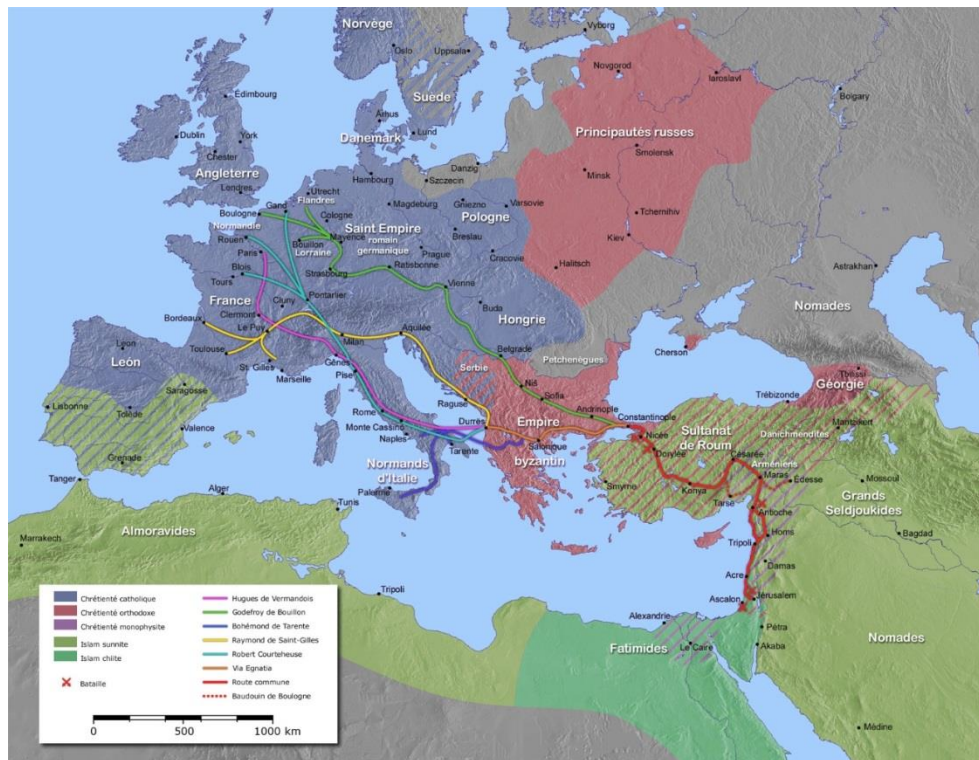 Norvège
Oslo
Uppsala
Vyborg
Novgorod
Iaroslavl
Bolgary
Suède
Edimbourg
Århus
Danemark
Lund
Principautés russes
Smolensk
Dublin
York
Chester
Angleterre
Londres
Danzig
Szczecin
Hambourg
Minsk
Utrecht
Flandres
Gand
Boulogne
Cologne
Magdeburg
Gniezno
Varsovie
Pologne
Tchernihiv
Normandie
Rouen
Bouillon
Lorraine
Mayence
Saint Empire
romain
germanique
Breslau
Prague
Cracovie
Kiev
Paris
Halitsch
Astrakhan
Blois
Tours
Strasbourg
Ratisbonne
Vienne
France
Cluny
Pontarlier
Buda
Hongrie
Nomades
Clermont
Bordeaux
Le Puy
Milan
Aquilée
Belgrade
Petchenègues
Cherson
León
Léon
Toulouse
St. Gilles
Marseille
Gênes
Pise
Serbie
Niš
Sofia
Géorgie
Saragosse
Raguse
Andrinople
Constantinople
Trébizonde
Lisbonne
Tolède
Valence
Rome
Monte Cassino
Naples
Durrës
Empire
byzantin
Salonique
Nicée
Dorylée
Sultanat
de Roum
Danichmendites
Mantzikert
Grenade
Tarente
Normands
d'Italie
Césarée
Arméniens
Maras
Edesse
Mossoul
Smyrne
Konya
Tarse
Grands
Seldjoukides
Tanger
Alger
Tunis
Palerme
Antioche
Homs
Bagdad
Almoravides
Marrakech
Tripoli
Damas
Acre
Tripoli
Ascalon
Jérusalem
Alexandrie
Pétra
Fatimides
Le Caire
Akaba
Nomades
Médine
Chrétienté catholique
Chrétienté orthodoxe
Chrétienté monophysite
Islam sunnite
Islam chiite
Bataille
Hugues de Vermandois
Godefroy de Bouillon
Bohémond de Tarente
Raymond de Saint-Gilles
Robert Courteheuse
Via Egnatia
Route commune
Baudouin de Boulogne
0 500 1000 km